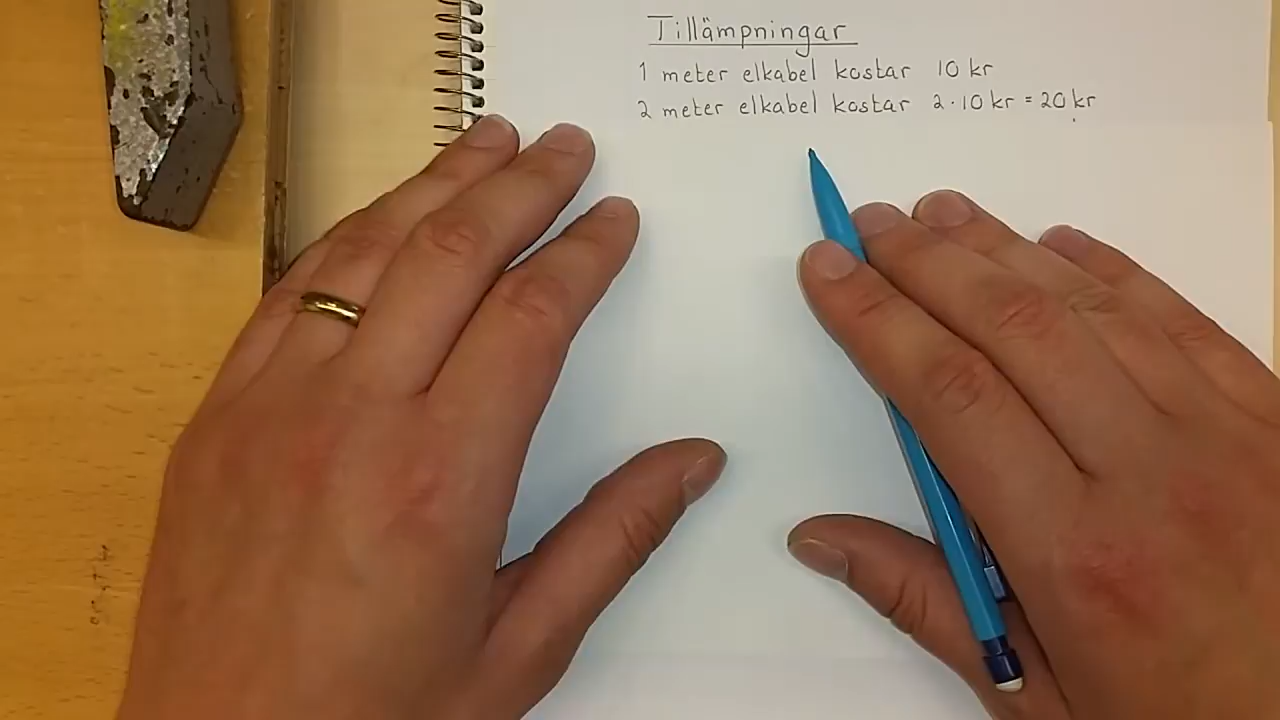 Tillämpningar
1 meter elkabel kostar 10 kr
2 meter elkabel kostar 2 · 10 kr = 20 kr